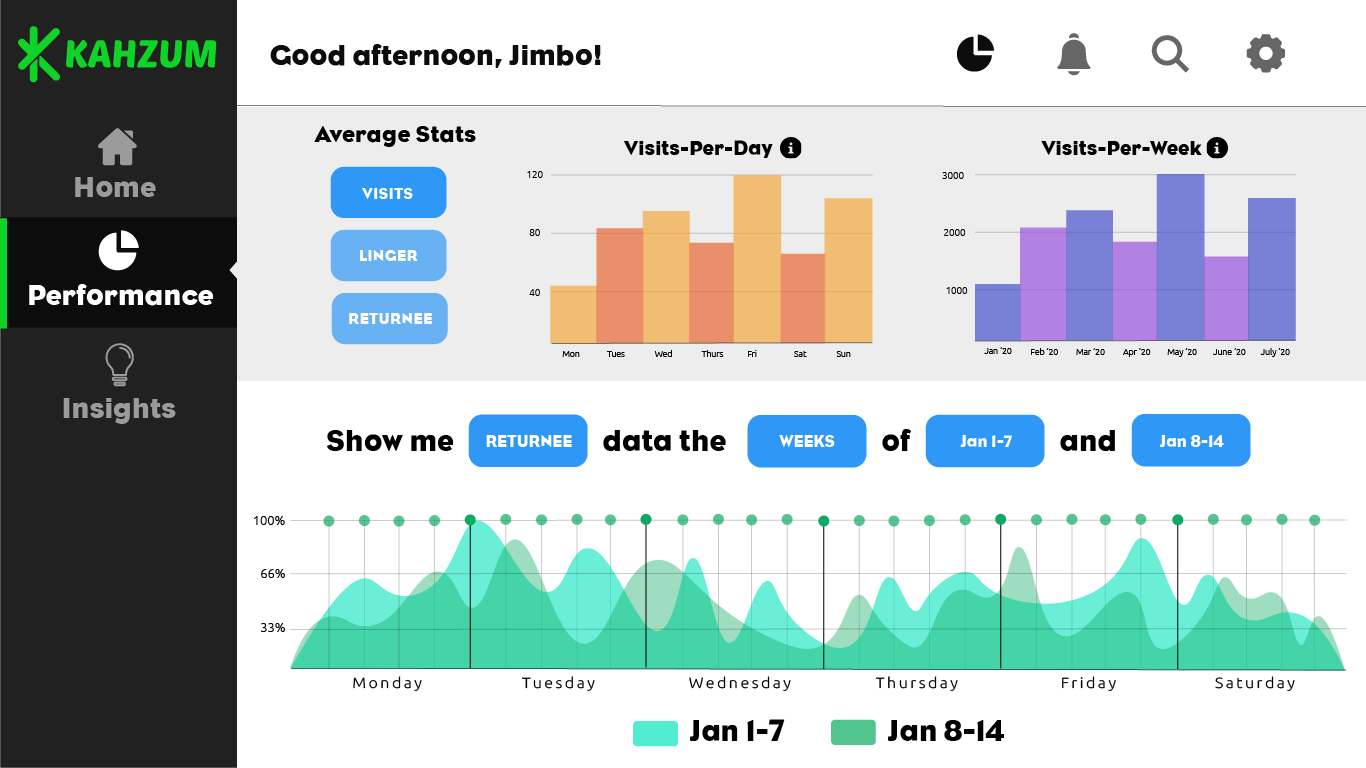 KAHZUM
Home
Performance
Insights
Good afternoon, Jimbo!
Average Stats
VISITS
LINGER
RETURNEE
Visits-Per-Day i
120
80
40
Mon Tues Wed Thurs Fri Sat Sun
Visits-Per-Week i
3000
2000
1000
Jan '20 Feb '20 Mar '20 Apr '20 May '20 June '20 July '20
Show me RETURNEE data the WEEKS of Jan 1-7 and Jan 8-14
100%
66%
33%
Monday Tuesday Wednesday Thursday Friday Saturday
Jan 1-7 Jan 8-14